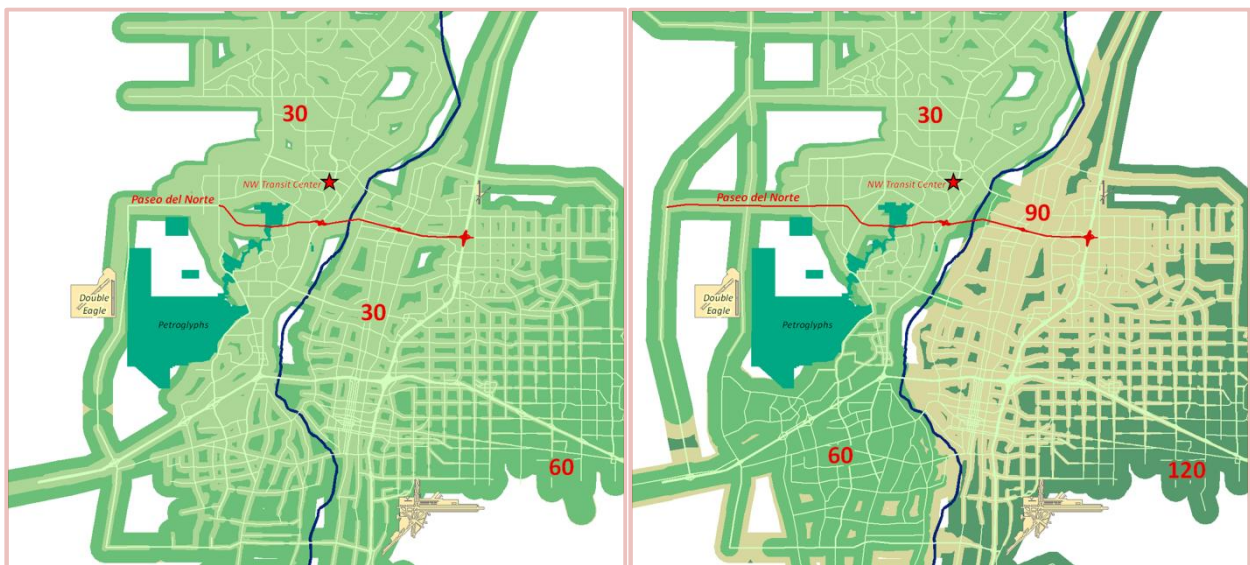 30
NW Transit Center
Paseo del Norte
Double
Eagle
Petroglyphs
30
60
30
NW Transit Center
Paseo del Norte
90
Double
Eagle
Petroglyphs
60
120